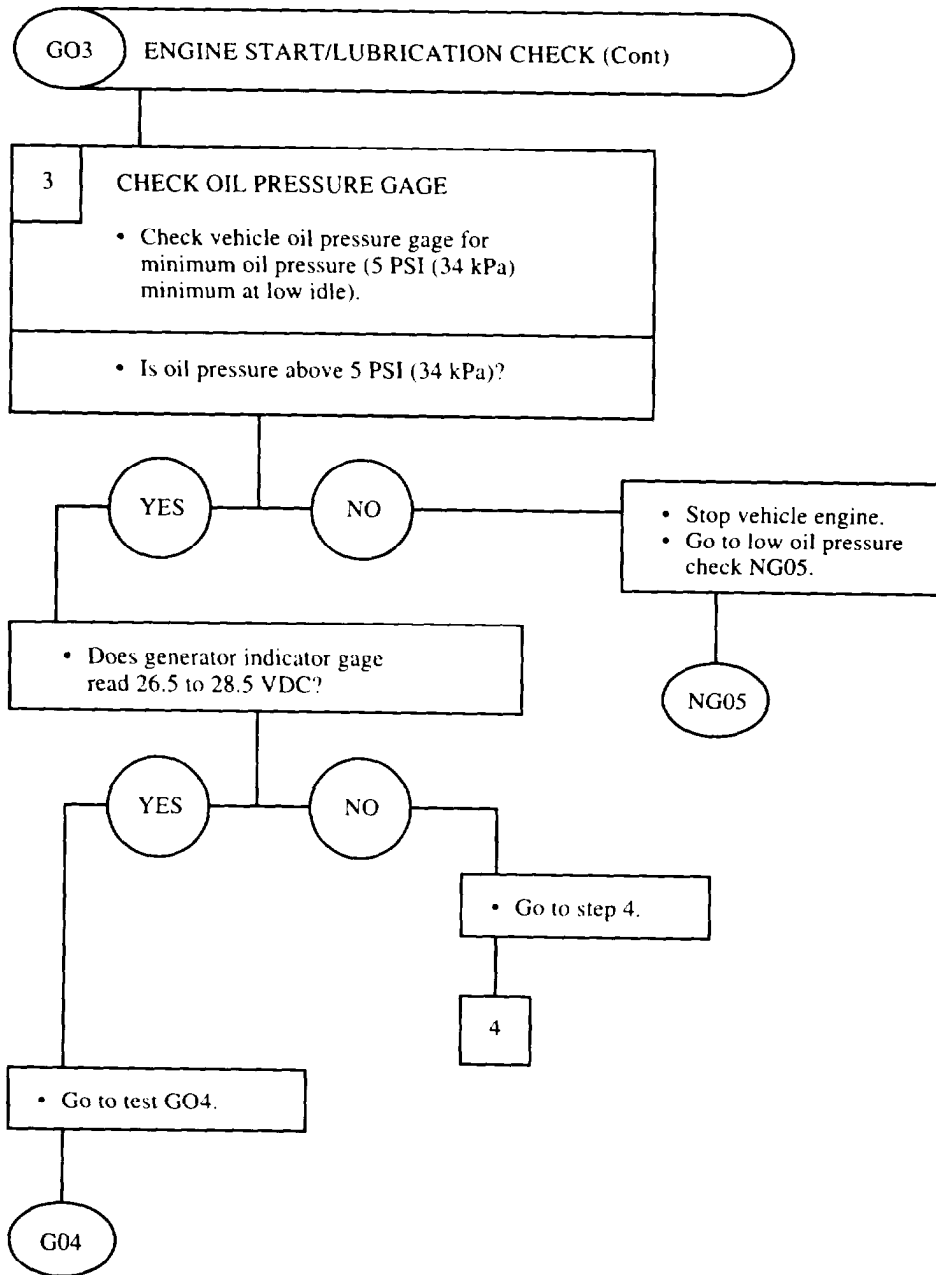 GO3 ENGINE START/LUBRICATION CHECK (Cont)
3 CHECK OIL PRESSURE GAGE
• Check vehicle oil pressure gage for
minimum oil pressure (5 PSI (34 kPa)
minimum at low idle).
• Is oil pressure above 5 PSI (34 kPa)?
YES NO
• Stop vehicle engine.
• Go to low oil pressure
check NG05.
NG05
• Does generator indicator gage
read 26.5 to 28.5 VDC?
YES NO
• Go to step 4.
4
• Go to test GO4.
G04